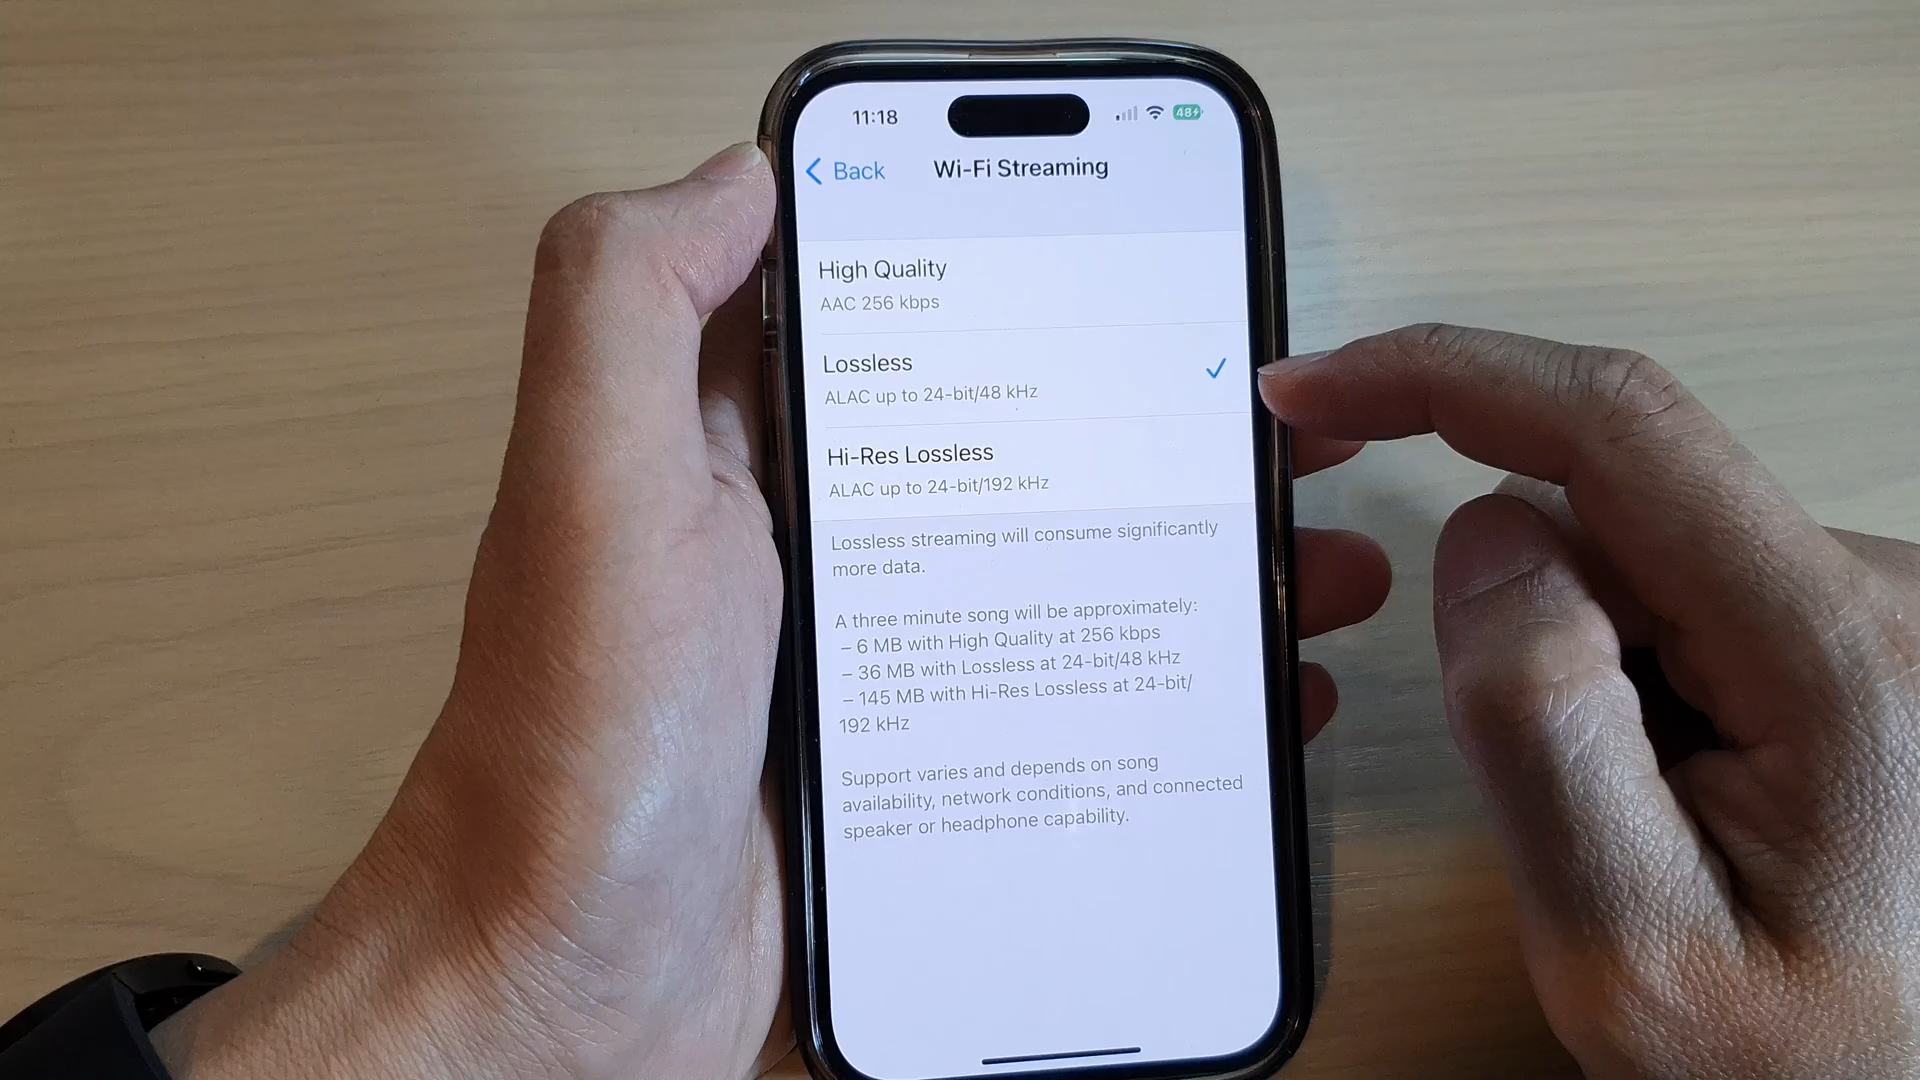 11:18
48
Back
Wi-Fi Streaming
High Quality
AAC 256 kbps
Lossless
ALAC up to 24-bit/48 kHz
Hi-Res Lossless
ALAC up to 24-bit/192 kHz
Lossless streaming will consume significantly
more data.
A three minute song will be approximately:
– 6 MB with High Quality at 256 kbps
– 36 MB with Lossless at 24-bit/48 kHz
– 145 MB with Hi-Res Lossless at 24-bit/
192 kHz
Support varies and depends on song
availability, network conditions, and connected
speaker or headphone capability.